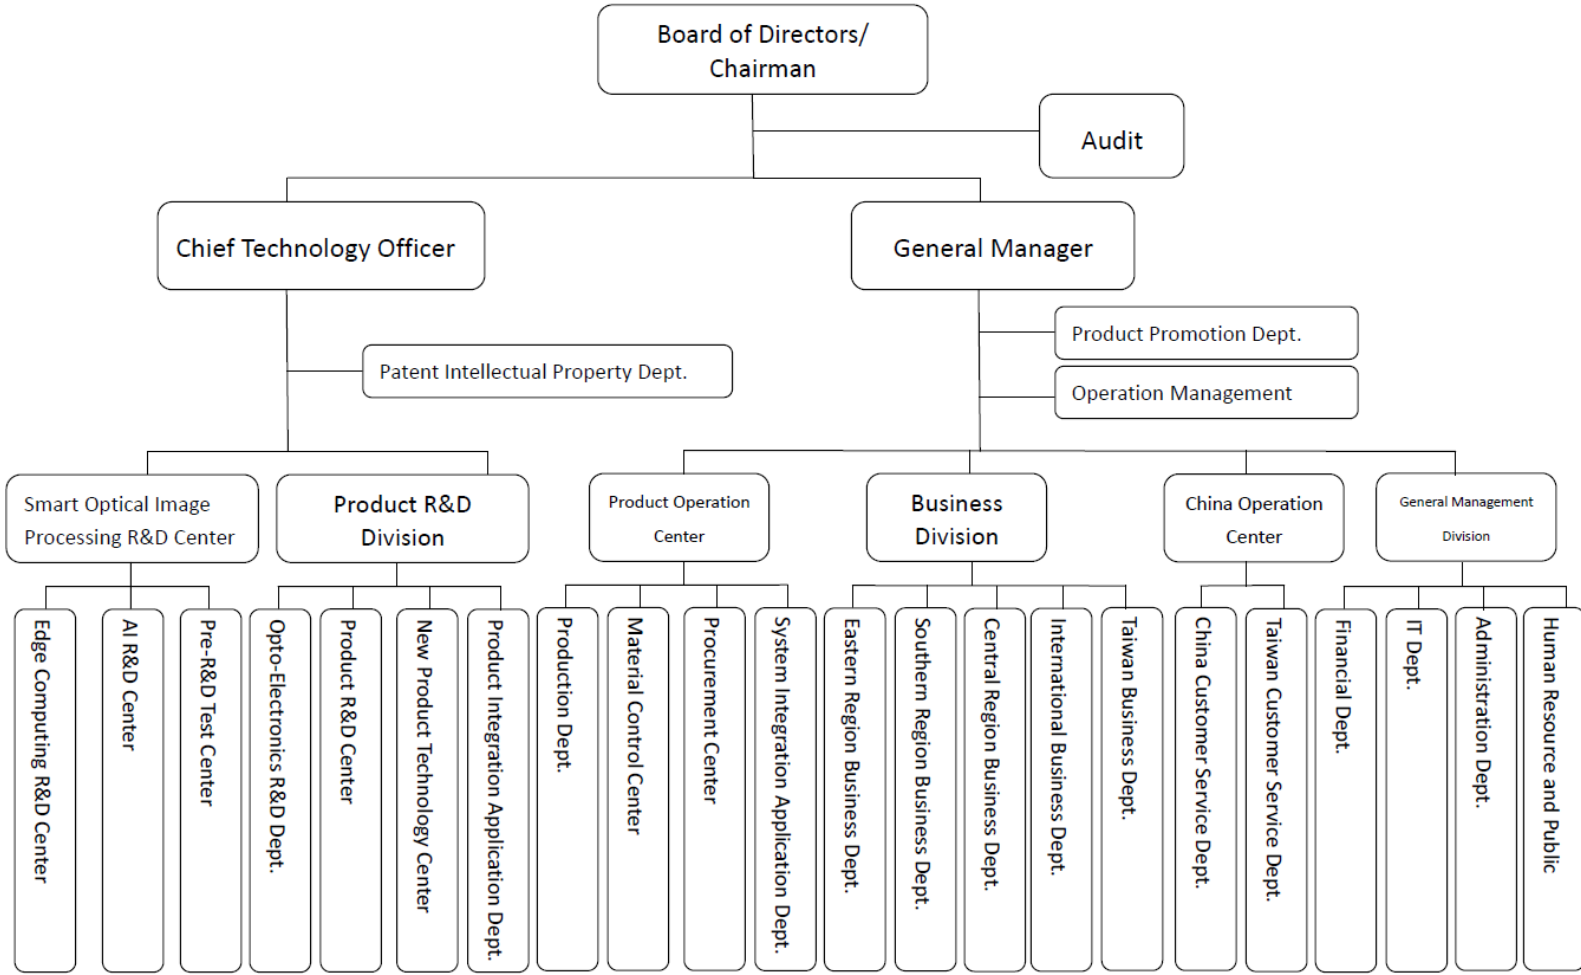 Board of Directors/
Chairman
Audit
Chief Technology Officer
General Manager
Product Promotion Dept.
Patent Intellectual Property Dept.
Operation Management
Smart Optical Image
Processing R&D Center
Product R&D
Division
Product Operation
Center
Business
Division
China Operation
Center
General Management
Division
Edge Computing R&D Center
AI R&D Center
Pre-R&D Test Center
Opto-Electronics R&D Dept.
Product R&D Center
New Product Technology Center
Product Integration Application Dept.
Production Dept.
Material Control Center
Procurement Center
System Integration Application Dept.
Eastern Region Business Dept.
Southern Region Business Dept.
Central Region Business Dept.
International Business Dept.
Taiwan Business Dept.
China Customer Service Dept.
Taiwan Customer Service Dept.
Financial Dept.
IT Dept.
Administration Dept.
Human Resource and Public